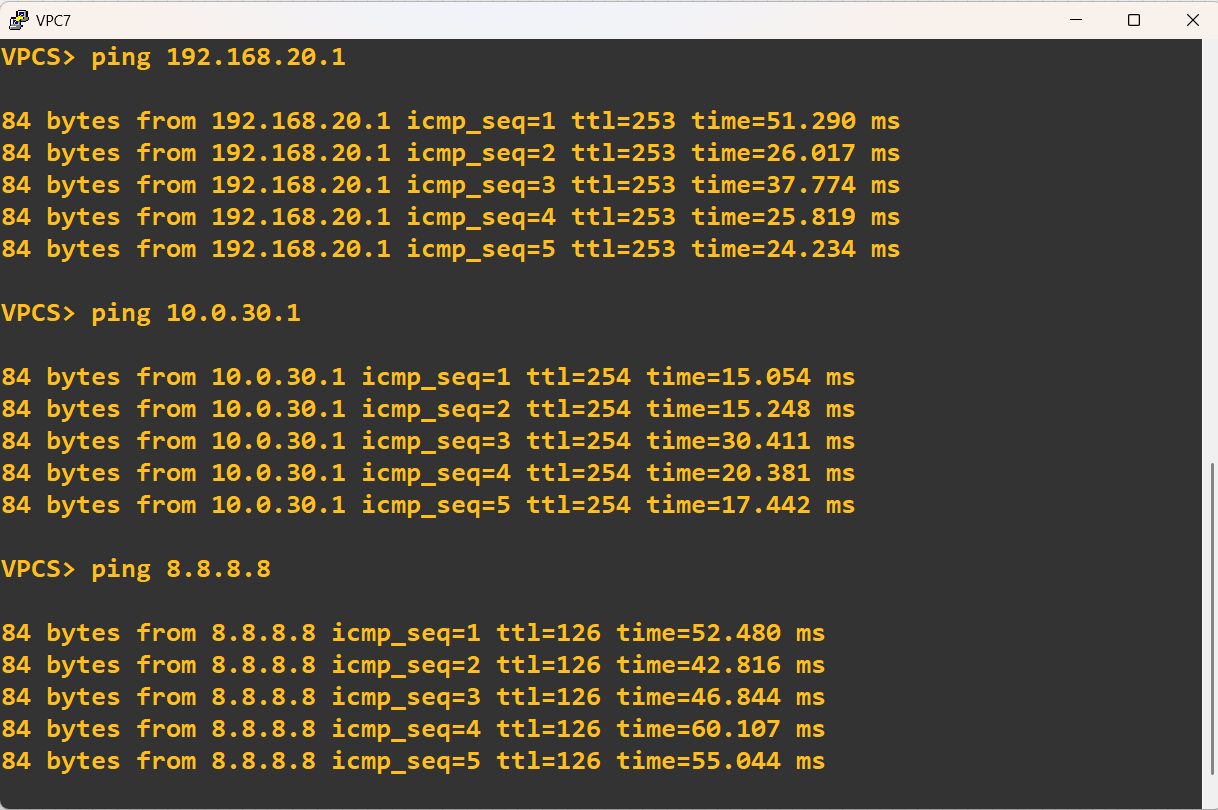 VPC7
VPCS> ping 192.168.20.1
84 bytes from 192.168.20.1 icmp_seq=1 ttl=253 time=51.290 ms
84 bytes from 192.168.20.1 icmp_seq=2 ttl=253 time=26.017 ms
84 bytes from 192.168.20.1 icmp_seq=3 ttl=253 time=37.774 ms
84 bytes from 192.168.20.1 icmp_seq=4 ttl=253 time=25.819 ms
84 bytes from 192.168.20.1 icmp_seq=5 ttl=253 time=24.234 ms
VPCS> ping 10.0.30.1
84 bytes from 10.0.30.1 icmp_seq=1 ttl=254 time=15.054 ms
84 bytes from 10.0.30.1 icmp_seq=2 ttl=254 time=15.248 ms
84 bytes from 10.0.30.1 icmp_seq=3 ttl=254 time=30.411 ms
84 bytes from 10.0.30.1 icmp_seq=4 ttl=254 time=20.381 ms
84 bytes from 10.0.30.1 icmp_seq=5 ttl=254 time=17.442 ms
VPCS> ping 8.8.8.8
84 bytes from 8.8.8.8 icmp_seq=1 ttl=126 time=52.480 ms
84 bytes from 8.8.8.8 icmp_seq=2 ttl=126 time=42.816 ms
84 bytes from 8.8.8.8 icmp_seq=3 ttl=126 time=46.844 ms
84 bytes from 8.8.8.8 icmp_seq=4 ttl=126 time=60.107 ms
84 bytes from 8.8.8.8 icmp_seq=5 ttl=126 time=55.044 ms